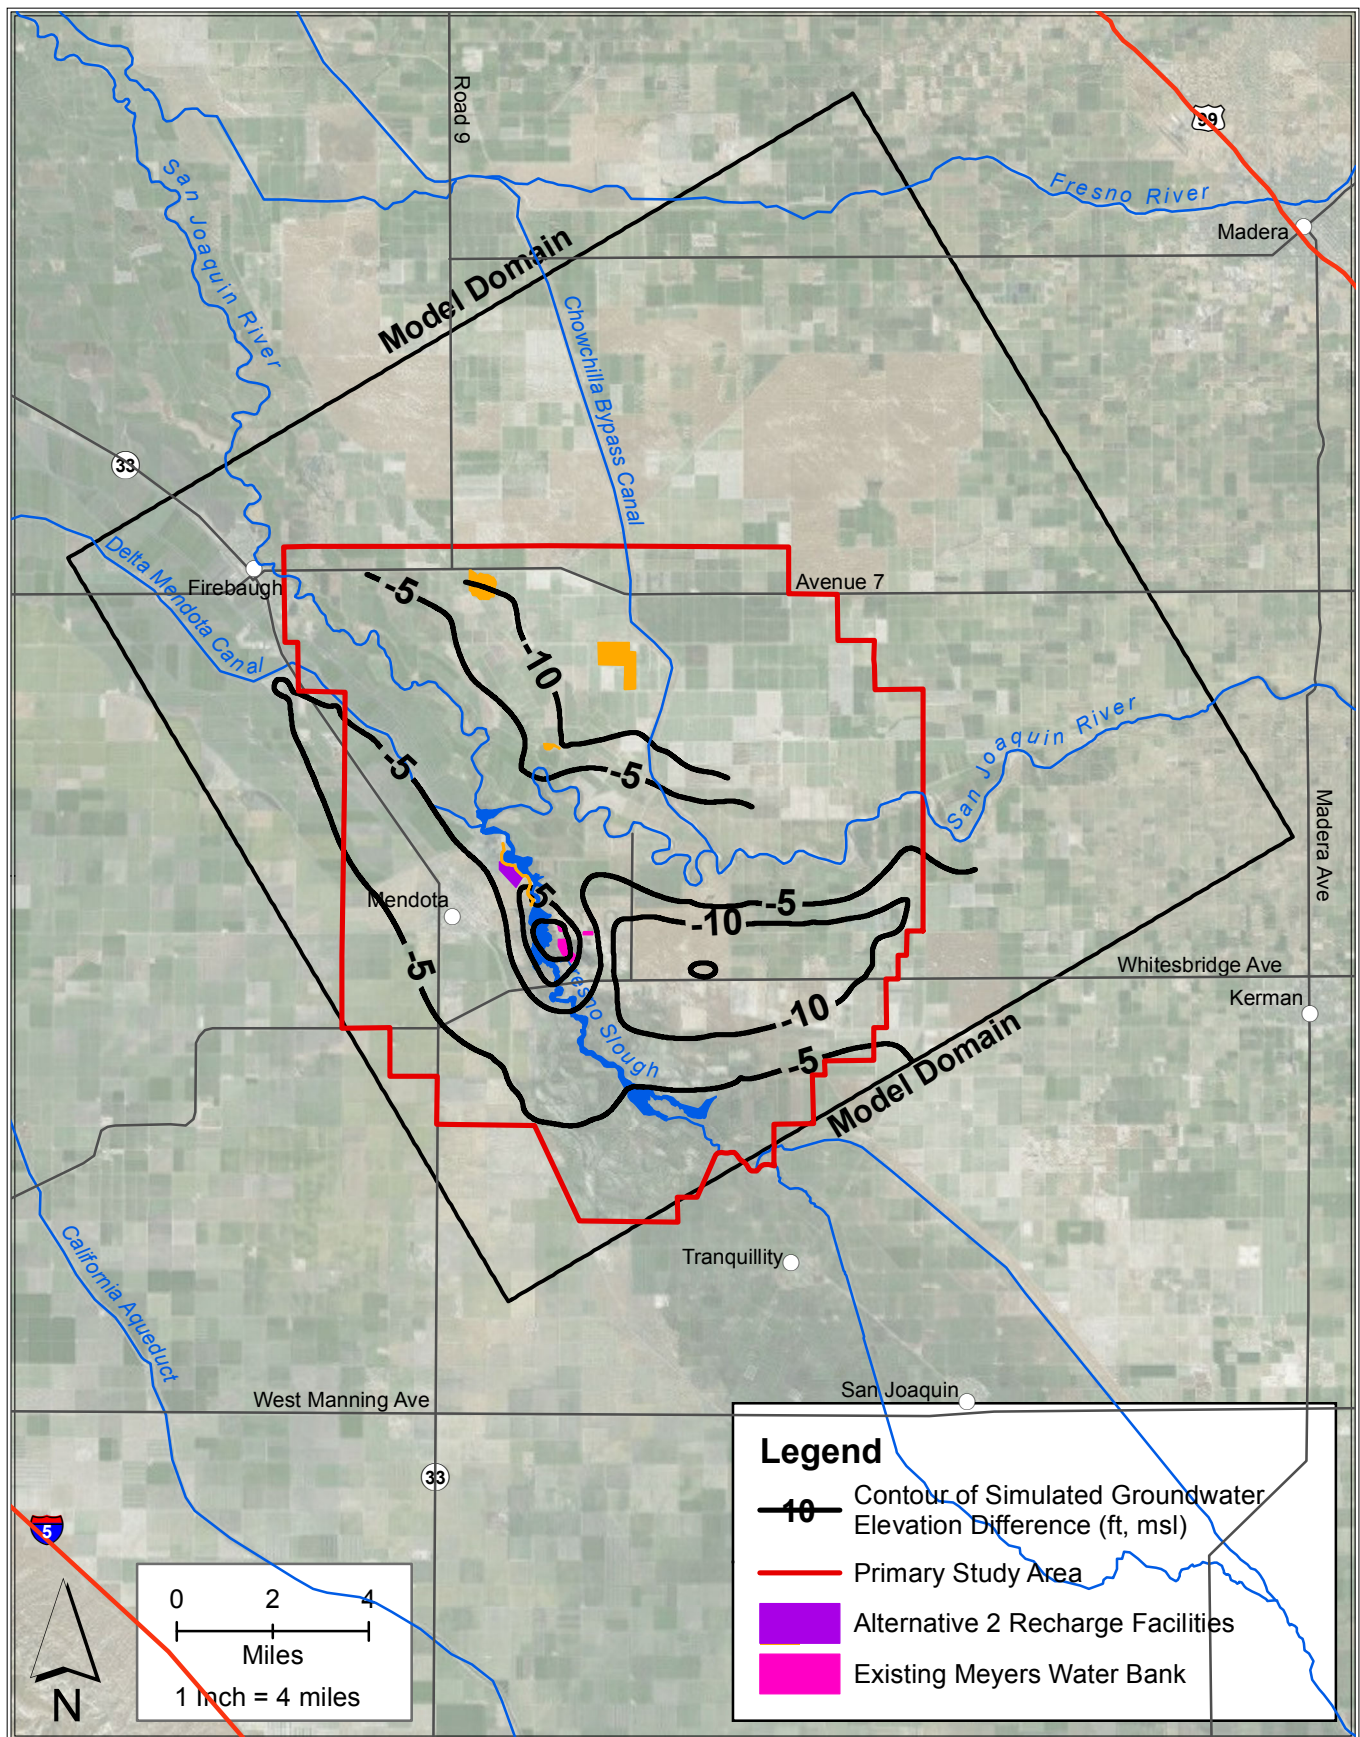 Road 9
99
San Joaquin River
Fresno River
Madera
Model Domain
Chowchilla Bypass Canal
33
Delta Mendota Canal
Firebaugh
Avenue 7
-5
-10
-5
-5
San Joaquin River
Madera Ave
Mendota
5
-5
-10
-5
Whitesbridge Ave
Kerman
-10
resno Slough
-5
Model Domain
Tranquillity
California Aqueduct
San Joaquin
West Manning Ave
33
5
N
0 2 4
Miles
1 Inch = 4 miles
Legend
-10 Contour of Simulated Groundwater
Elevation Difference (ft, msl)
Primary Study Area
Alternative 2 Recharge Facilities
Existing Meyers Water Bank